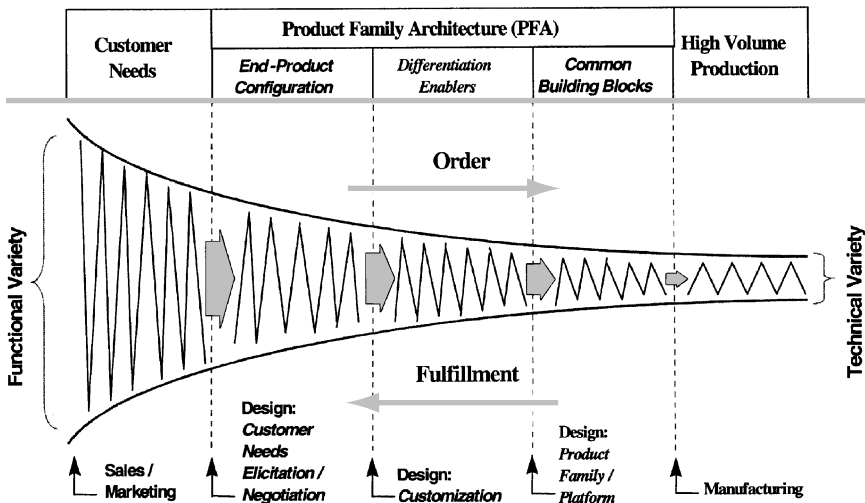 Customer
Needs
Product Family Architecture (PFA)
End-Product
Configuration
Differentiation
Enablers
Common
Building Blocks
High Volume
Production
Order
Functional Variety
Technical Variety
Fulfillment
Sales /
Marketing
Design:
Customer
Needs
Elicitation /
Negotiation
Design:
Customization
Design:
Product
Family /
Platform
Manufacturing